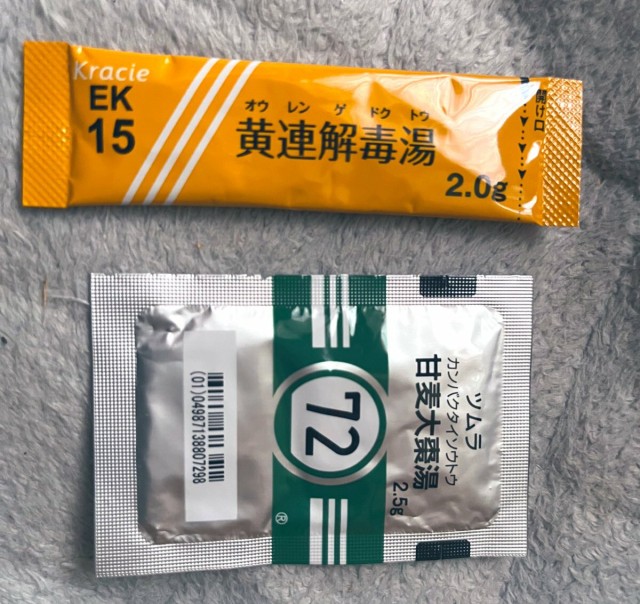 Kracie
EK
15
オウ レン ゲ ドク トウ
黄連解毒湯
2.0g
開け口
ツムラ
カンバクタイソウトウ
甘麦大棗湯
2.5g
72
®
(01)04987138807298